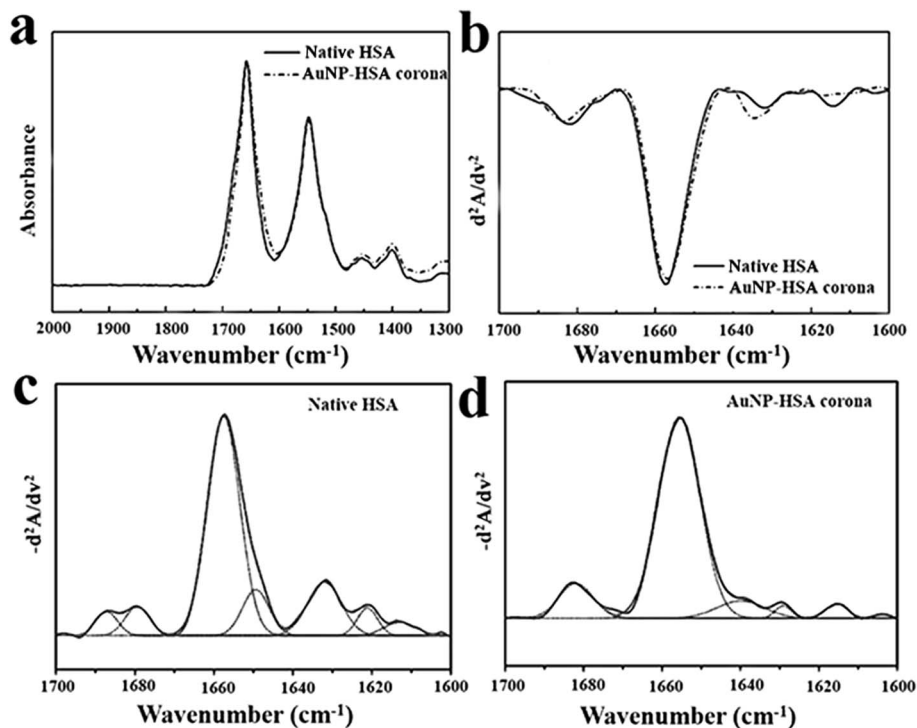 a
Native HSA
AuNP-HSA corona
Absorbance
2000 1900 1800 1700 1600 1500 1400 1300
Wavenumber (cm⁻¹)
b
d²A/dv²
Native HSA
AuNP-HSA corona
1700 1680 1660 1640 1620 1600
Wavenumber (cm⁻¹)
c
Native HSA
-d²A/dv²
1700 1680 1660 1640 1620 1600
Wavenumber (cm⁻¹)
d
AuNP-HSA corona
-d²A/dv²
1700 1680 1660 1640 1620 1600
Wavenumber (cm⁻¹)